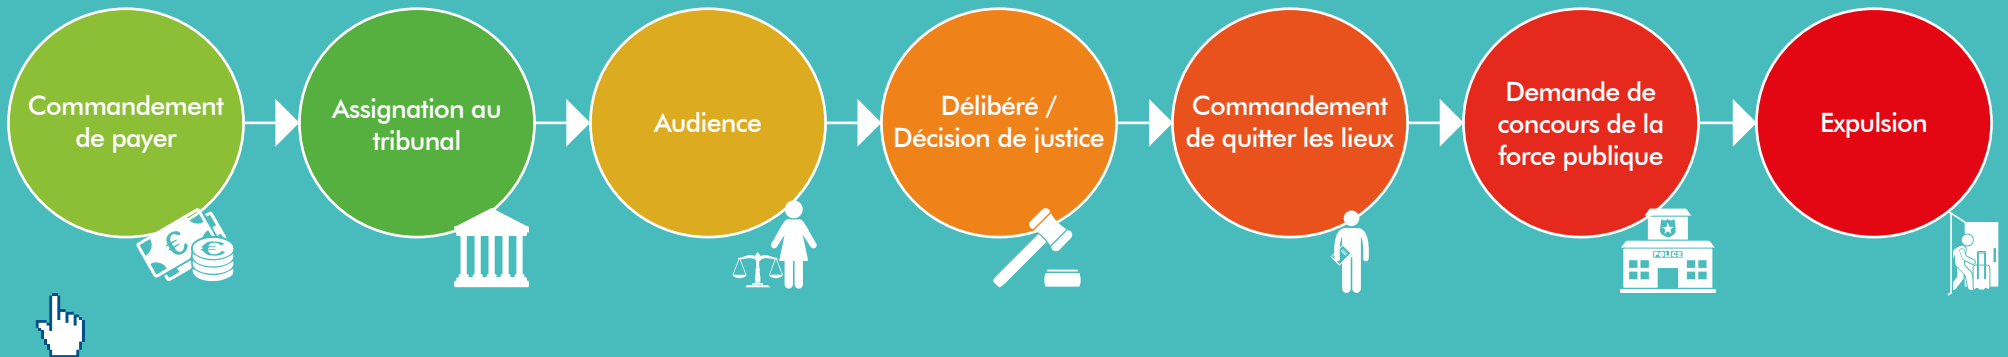 Commandement
de payer
Assignation au
tribunal
Audience
Délibéré /
Décision de justice
Commandement
de quitter les lieux
Demande de
concours de la
force publique
Expulsion
POLICE